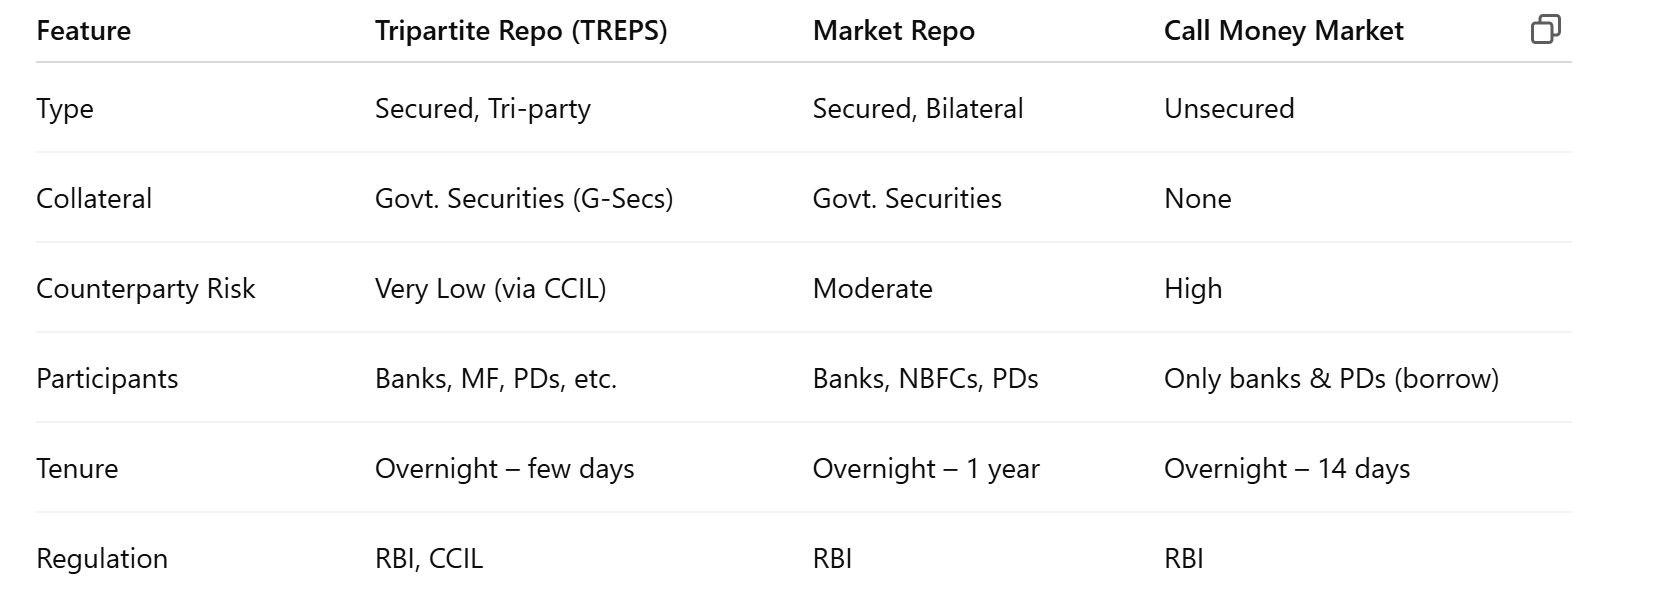 Feature Tripartite Repo (TREPS) Market Repo Call Money Market
Type Secured, Tri-party Secured, Bilateral Unsecured
Collateral Govt. Securities (G-Secs) Govt. Securities None
Counterparty Risk Very Low (via CCIL) Moderate High
Participants Banks, MF, PDs, etc. Banks, NBFCs, PDs Only banks & PDs (borrow)
Tenure Overnight – few days Overnight – 1 year Overnight – 14 days
Regulation RBI, CCIL RBI RBI